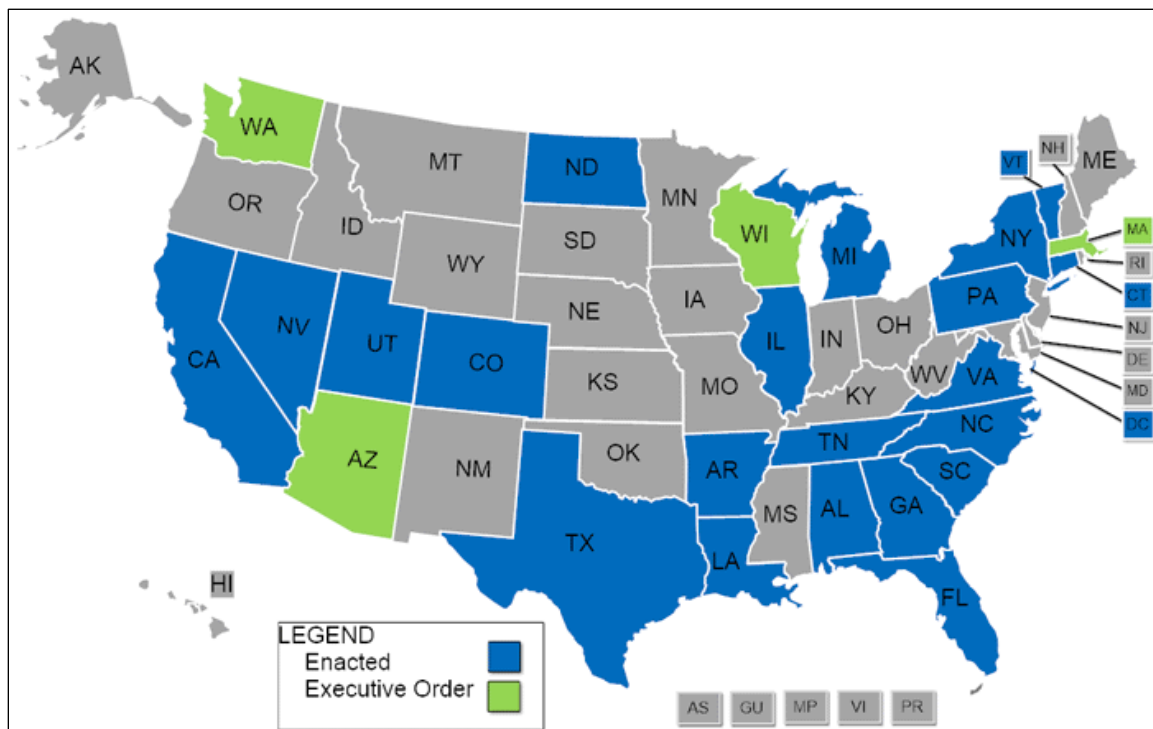 AK
WA
MT
ND
MN
VT
NH
ME
OR
ID
WY
SD
WI
MI
NY
MA
RI
CT
NJ
DE
MD
DC
PA
NV
UT
CO
NE
IA
IL
IN
OH
CA
KS
MO
KY
WV
VA
AZ
NM
OK
AR
TN
NC
SC
TX
LA
MS
AL
GA
FL
HI
LEGEND
Enacted
Executive Order
AS
GU
MP
VI
PR